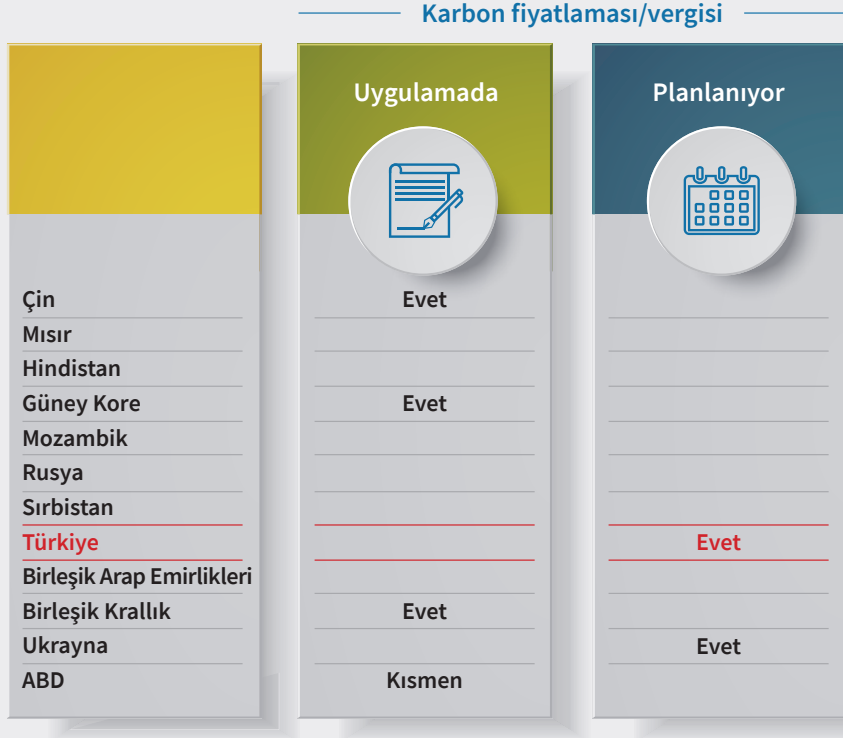 Karbon fiyatlaması/vergisi
Uygulamada Planlanıyor
Çin Evet
Mısır
Hindistan
Güney Kore Evet
Mozambik
Rusya
Sırbistan
Türkiye Evet
Birleşik Arap Emirlikleri
Birleşik Krallık Evet
Ukrayna Evet
ABD Kısmen